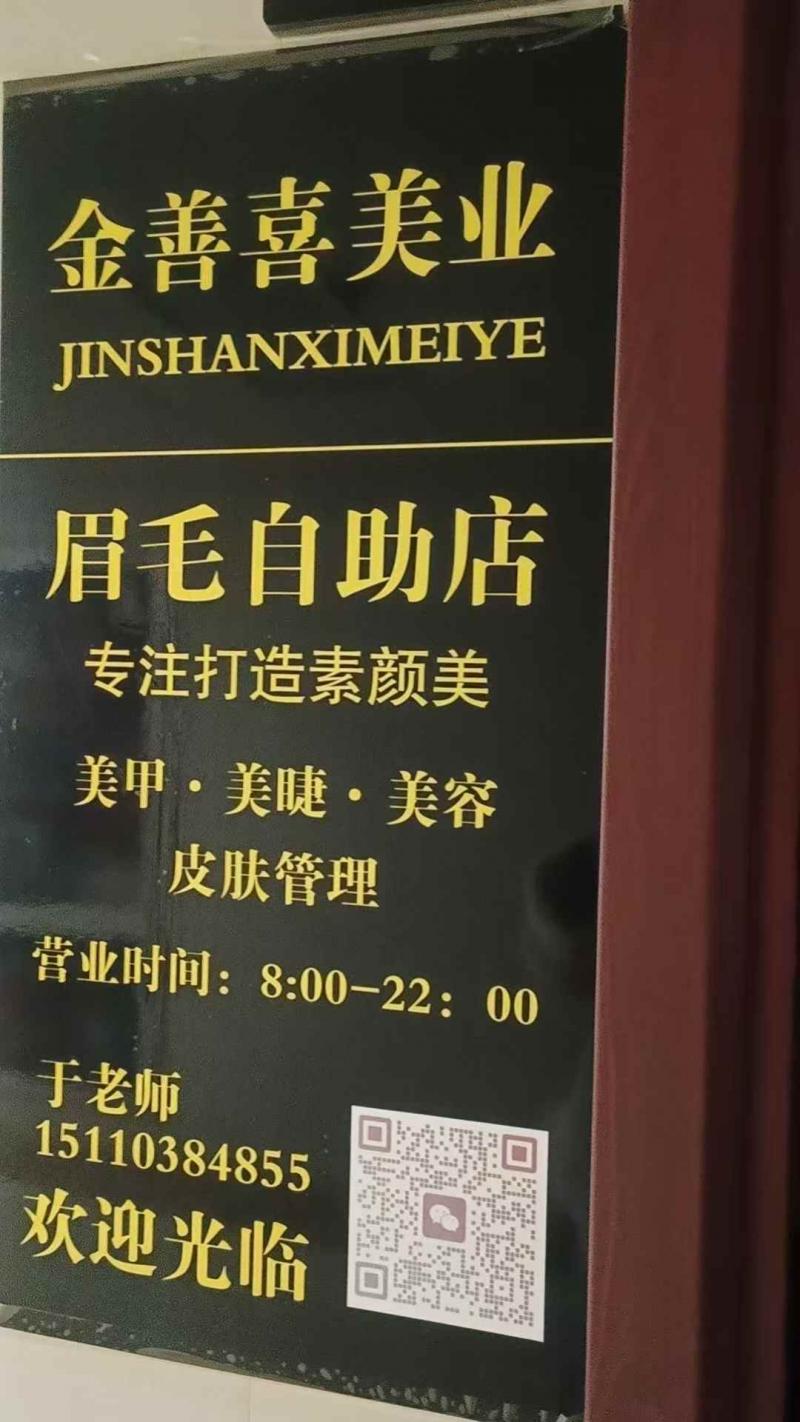 金善喜美业
JINSHANXIMEIYE
眉毛自助店
专注打造素颜美
美甲·美睫·美容
皮肤管理
营业时间：8:00-22：00
于老师
15110384855
欢迎光临